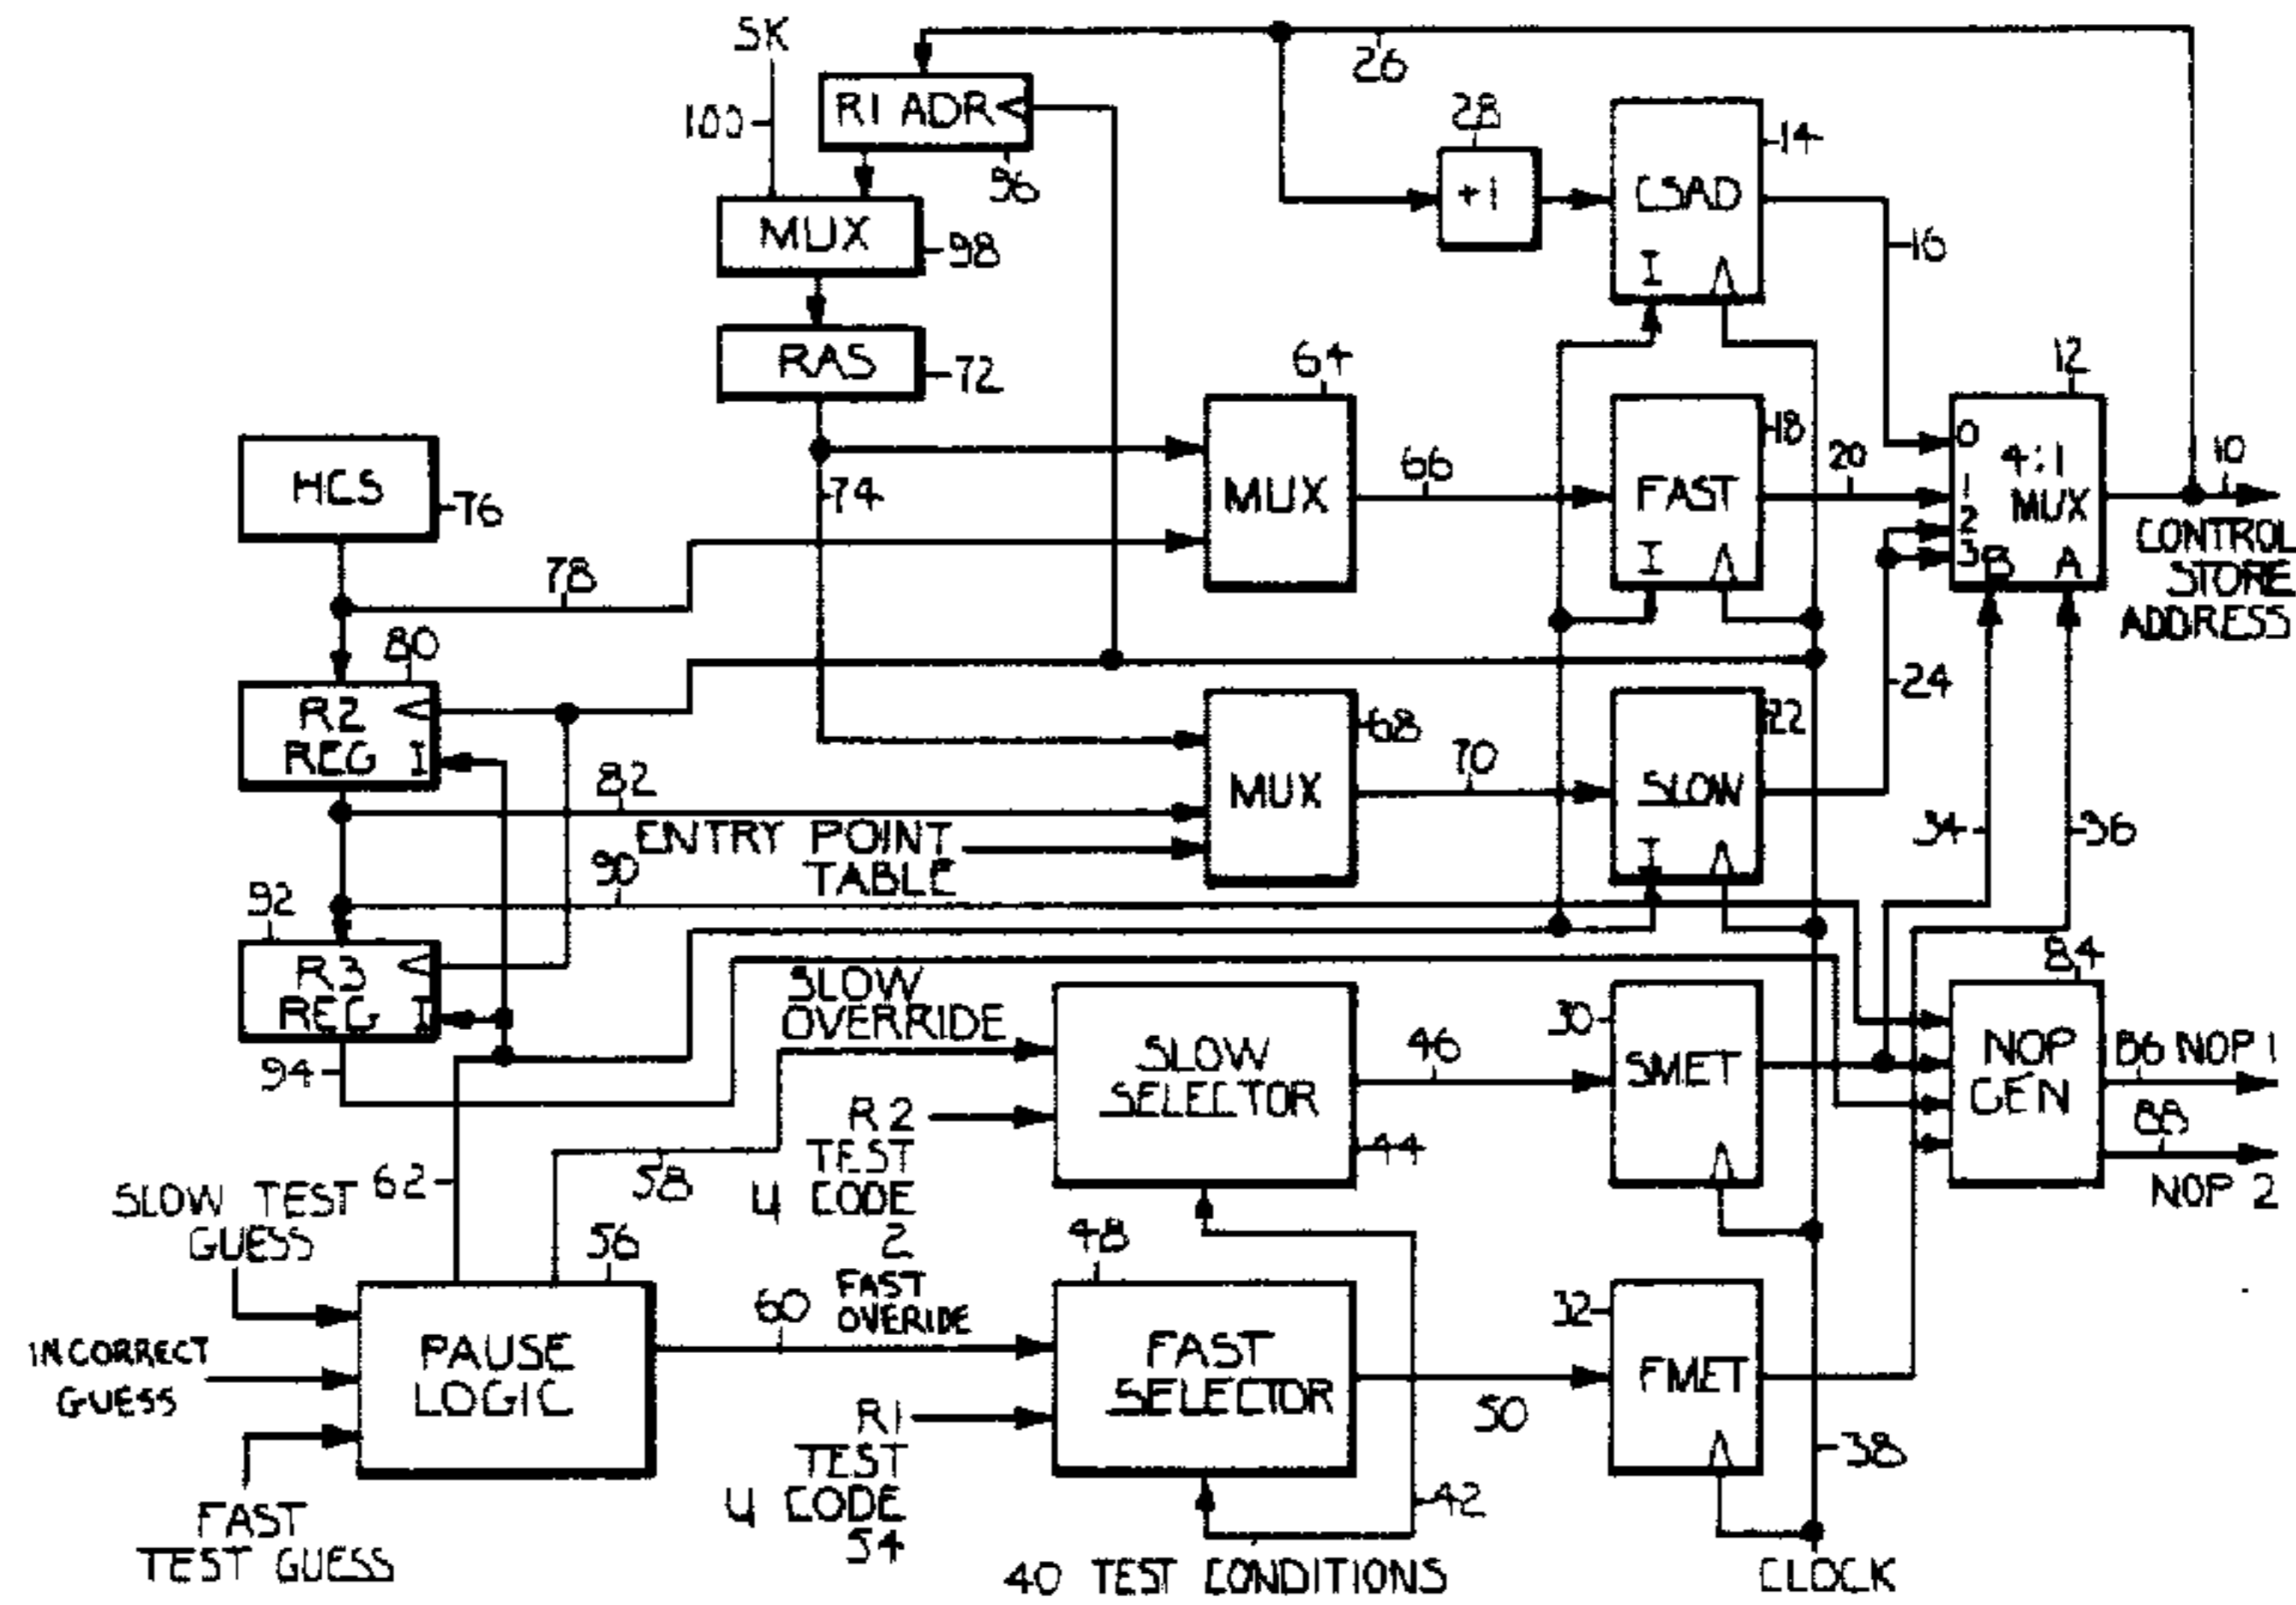 SK
26
100
R1 ADR
28
14
96
+1
CSAD
MUX
98
16
I
RAS
72
64
12
0
18
4:1
10
HCS
74
66
20
1
MUX
FAST
MUX
76
2
CONTROL
78
I
3
B
A
STORE
ADDRESS
80
24
R2
REG I
68
22
82
70
MUX
SLOW
ENTRY POINT
TABLE
34
36
90
I
92
84
R3
REG I
SLOW
OVERRIDE
30
94
SLOW
SELECTOR
46
SMET
NOP
GEN
86 NOP 1
R2
TEST
U CODE
2
88
44
62
58
NOP 2
SLOW TEST
GUESS
56
48
60
FAST
OVERIDE
32
INCORRECT
GUESS
PAUSE
LOGIC
FAST
SELECTOR
FMET
R1
TEST
U CODE
54
50
38
42
FAST
TEST GUESS
40 TEST CONDITIONS
CLOCK